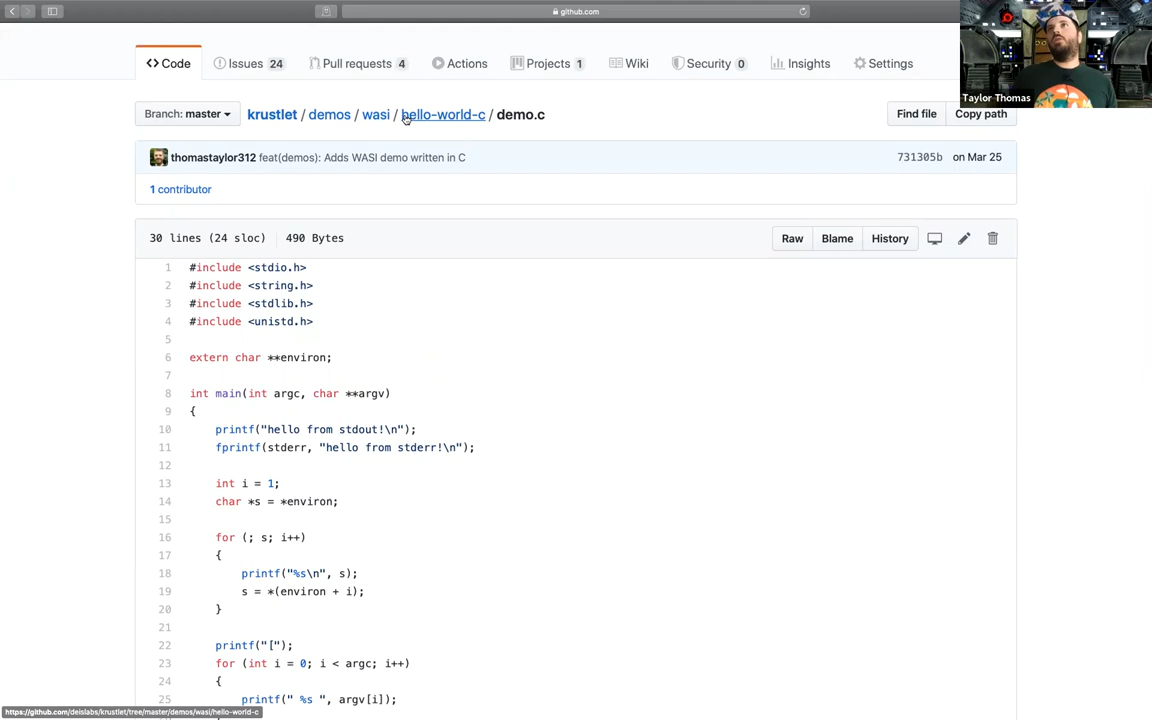 github.com
Taylor Thomas
Code Issues 24 Pull requests 4 Actions Projects 1 Wiki Security 0 Insights Settings
Branch: master krustlet / demos / wasi / hello-world-c / demo.c Find file Copy path
thomastaylor312 feat(demos): Adds WASI demo written in C 731305b on Mar 25
1 contributor
30 lines (24 sloc) 490 Bytes Raw Blame History
1 #include <stdio.h>
2 #include <string.h>
3 #include <stdlib.h>
4 #include <unistd.h>
5
6 extern char **environ;
7
8 int main(int argc, char **argv)
9 {
10 printf("hello from stdout!\n");
11 fprintf(stderr, "hello from stderr!\n");
12
13 int i = 1;
14 char *s = *environ;
15
16 for (; s; i++)
17 {
18 printf("%s\n", s);
19 s = *(environ + i);
20 }
21
22 printf("[");
23 for (int i = 0; i < argc; i++)
24 {
25 printf(" %s ", argv[i]);
https://github.com/deislabs/krustlet/tree/master/demos/wasi/hello-world-c